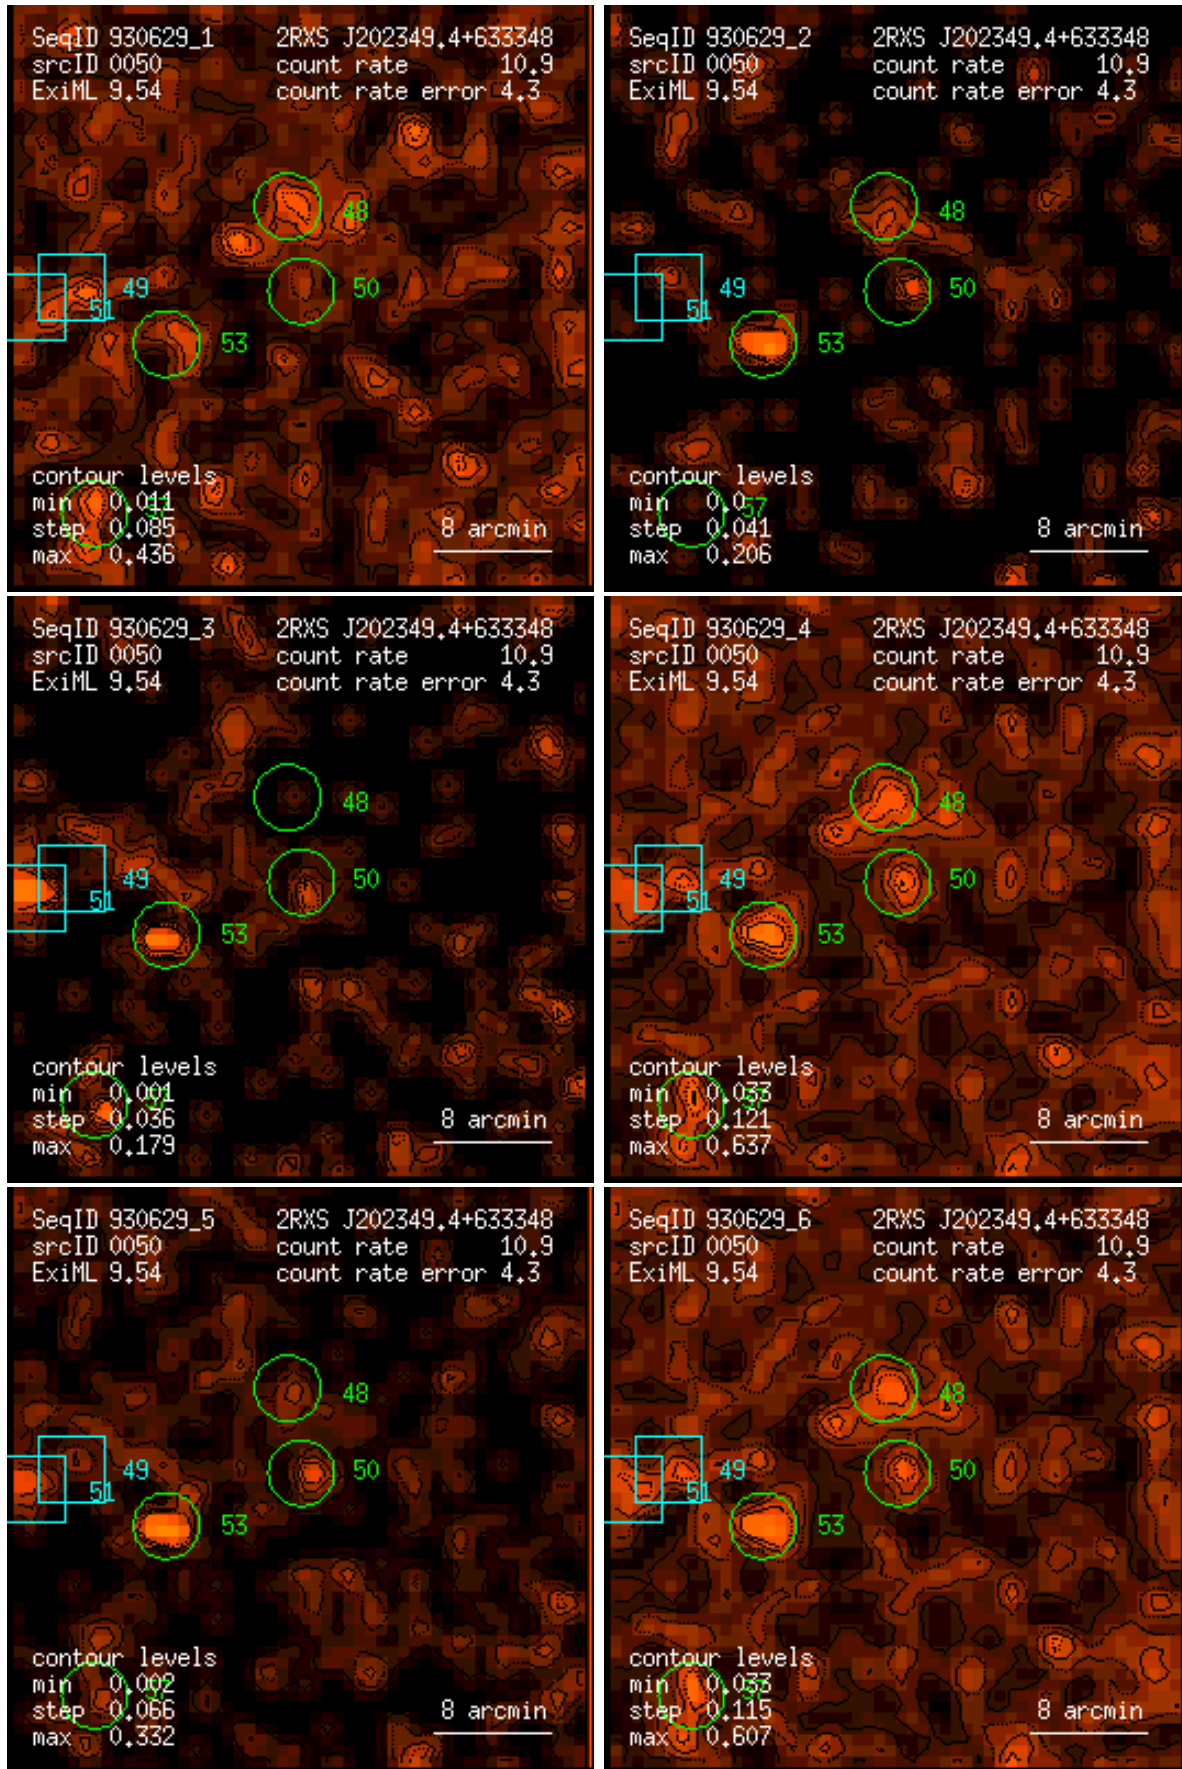 SeqID 930629_1 2RXS J202349.4+633348
srcID 0050 count rate 10.9
ExiML 9.54 count rate error 4.3
48
49
50
51
53
contour levels
min 0.011
step 0.085
max 0.436
8 arcmin
SeqID 930629_2 2RXS J202349.4+633348
srcID 0050 count rate 10.9
ExiML 9.54 count rate error 4.3
48
49
50
51
53
contour levels
min 0.0
57
step 0.041
max 0.206
8 arcmin
SeqID 930629_3 2RXS J202349.4+633348
srcID 0050 count rate 10.9
ExiML 9.54 count rate error 4.3
48
49
50
51
53
contour levels
min 0.001
step 0.036
max 0.179
8 arcmin
SeqID 930629_4 2RXS J202349.4+633348
srcID 0050 count rate 10.9
ExiML 9.54 count rate error 4.3
48
49
50
51
53
contour levels
min 0.033
step 0.121
max 0.637
8 arcmin
SeqID 930629_5 2RXS J202349.4+633348
srcID 0050 count rate 10.9
ExiML 9.54 count rate error 4.3
48
49
50
51
53
contour levels
min 0.002
step 0.066
max 0.332
8 arcmin
SeqID 930629_6 2RXS J202349.4+633348
srcID 0050 count rate 10.9
ExiML 9.54 count rate error 4.3
48
49
50
51
53
contour levels
min 0.033
step 0.115
max 0.607
8 arcmin